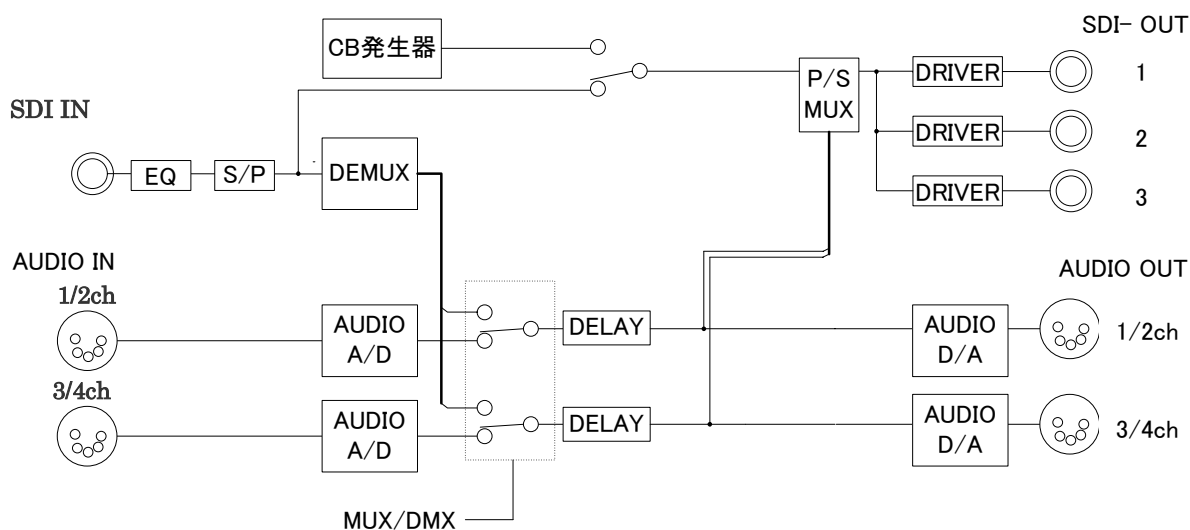 CB発生器
SDI- OUT
P/S
MUX
DRIVER
1
SDI IN
DRIVER
2
EQ
S/P
DEMUX
DRIVER
3
AUDIO IN
AUDIO OUT
1/2ch
AUDIO
A/D
DELAY
AUDIO
D/A
1/2ch
3/4ch
AUDIO
A/D
DELAY
AUDIO
D/A
3/4ch
MUX/DMX